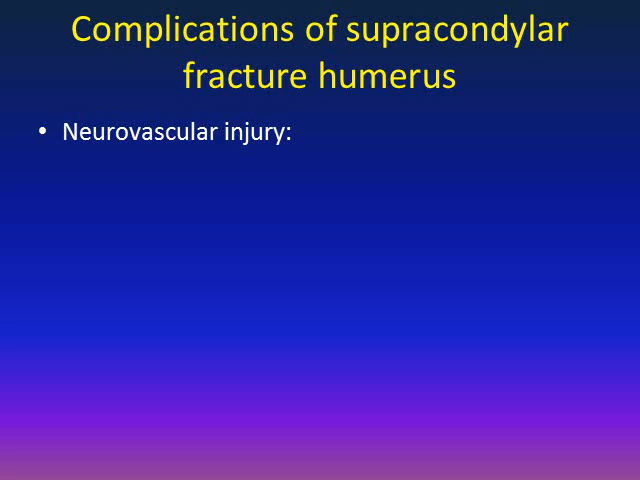 Complications of supracondylar
fracture humerus
• Neurovascular injury: